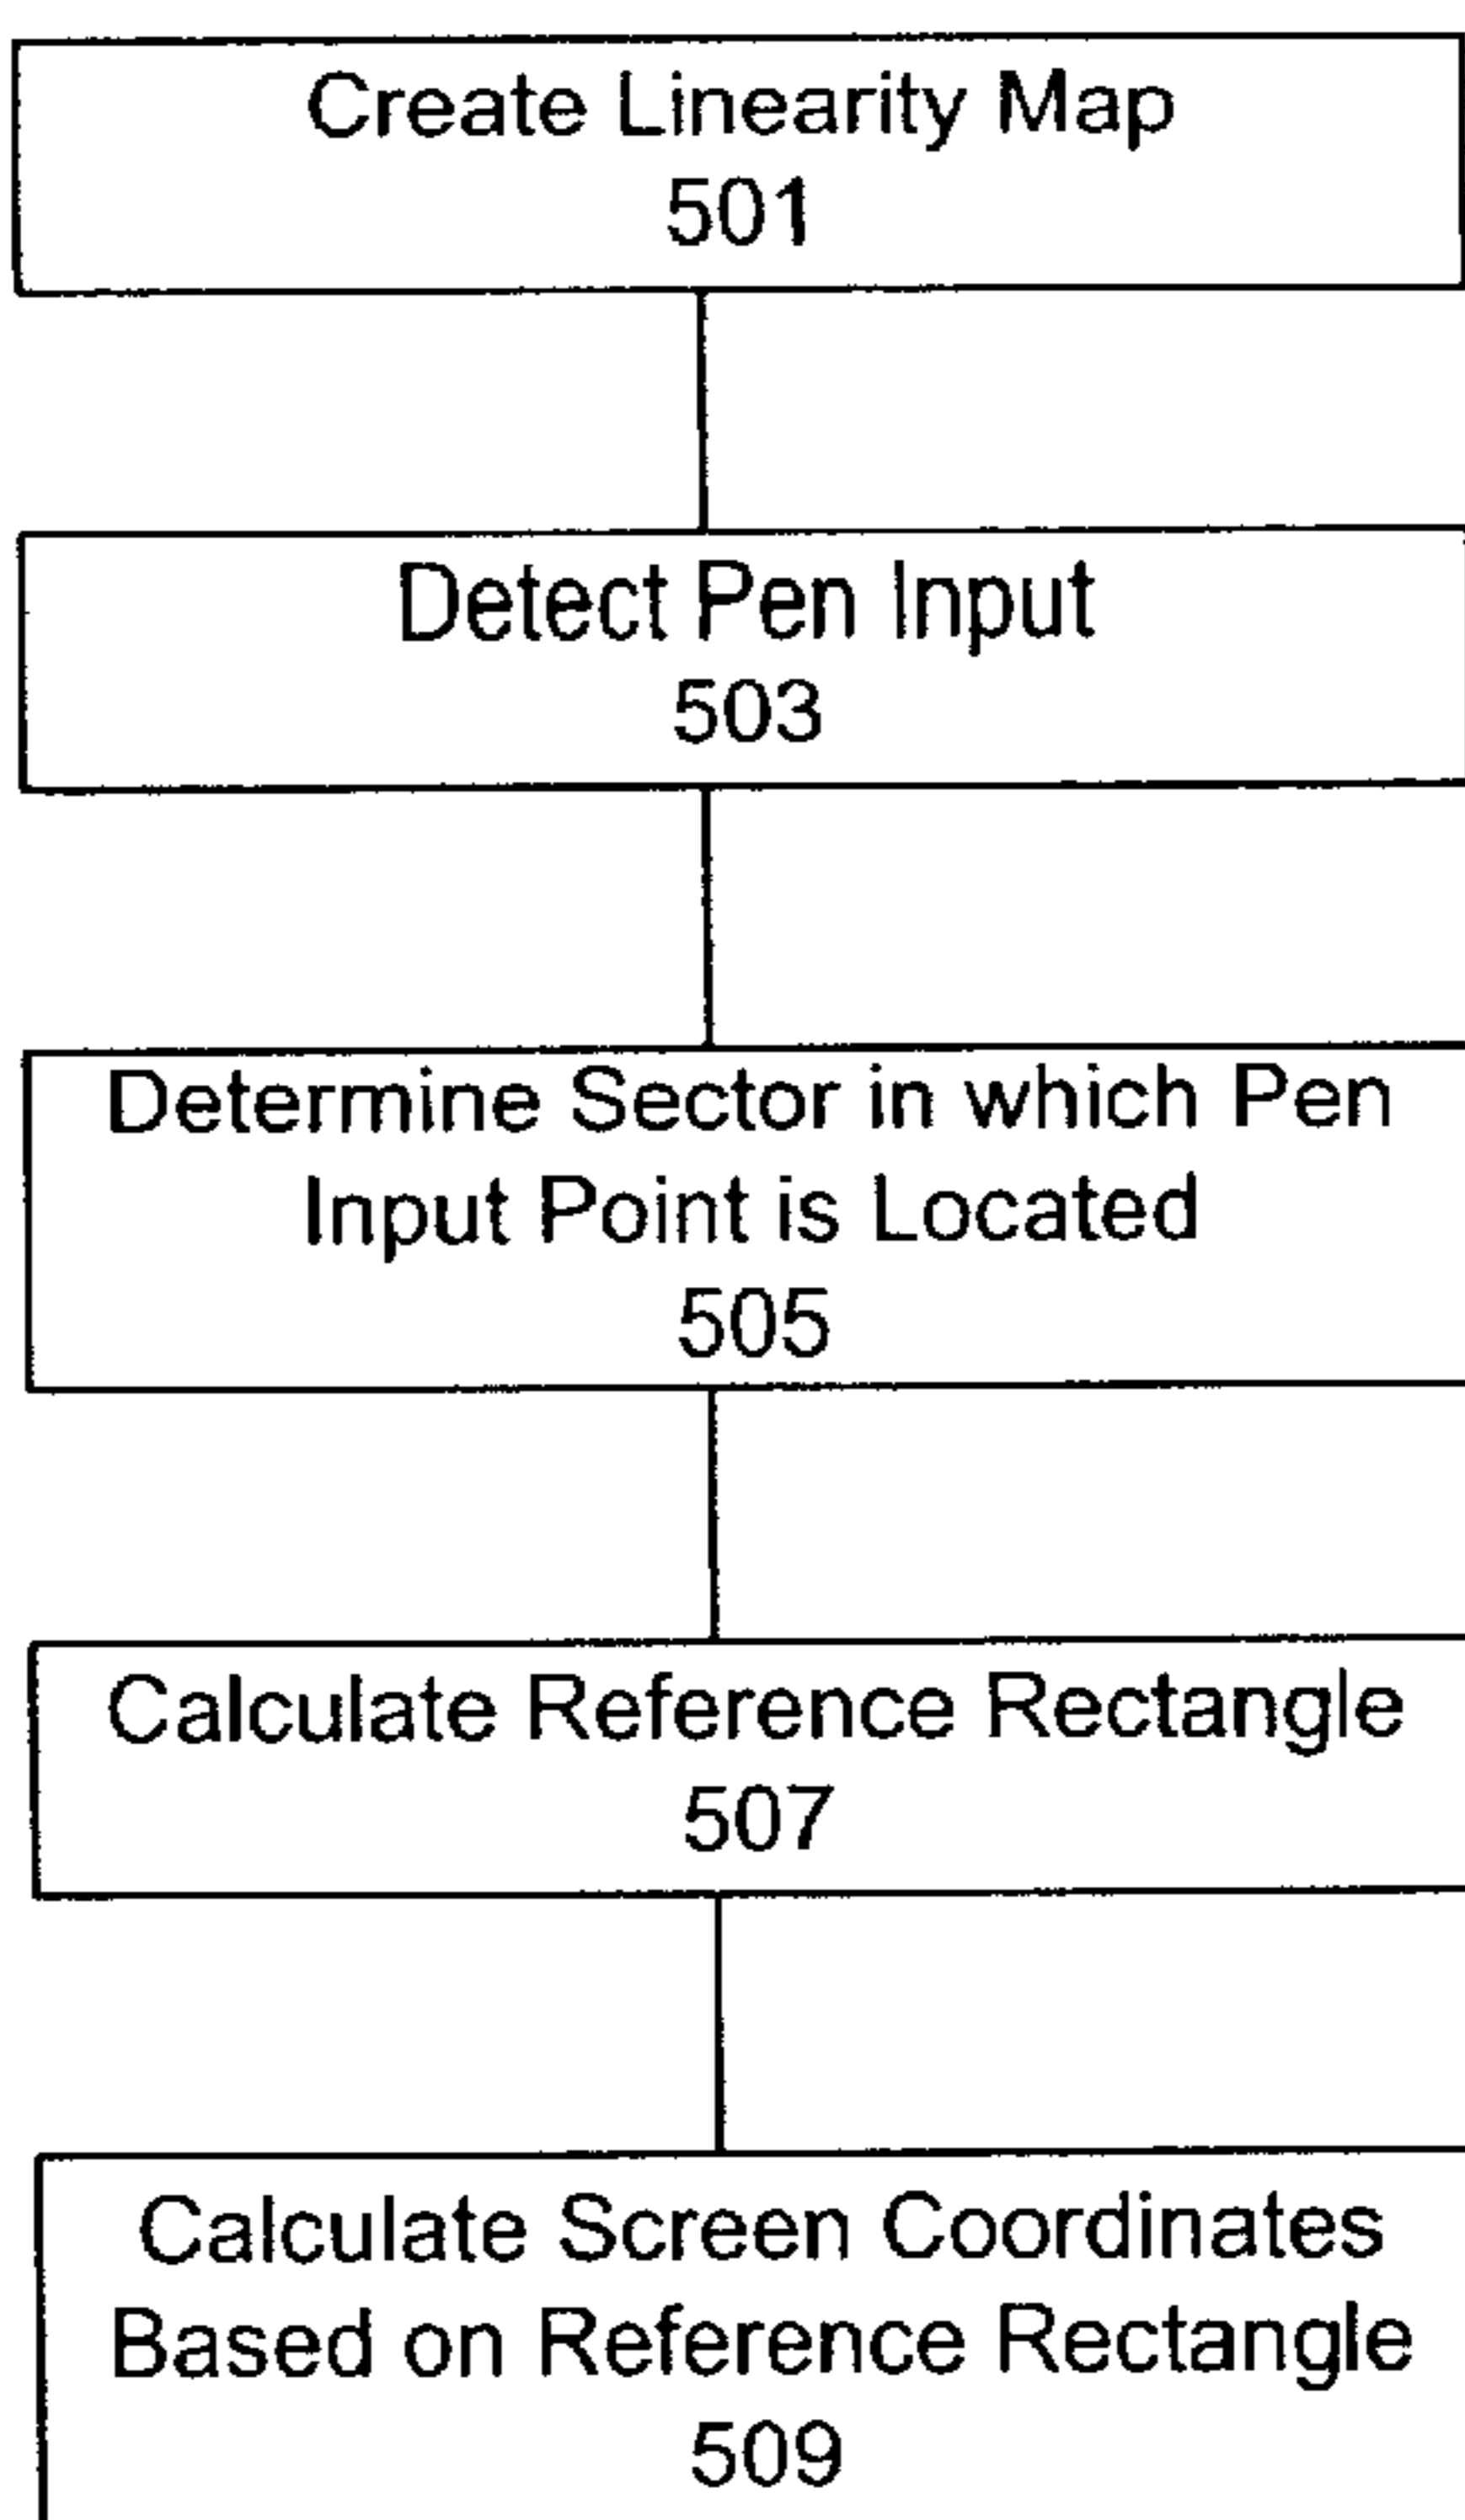 Create Linearity Map
501
Detect Pen Input
503
Determine Sector in which Pen
Input Point is Located
505
Calculate Reference Rectangle
507
Calculate Screen Coordinates
Based on Reference Rectangle
509